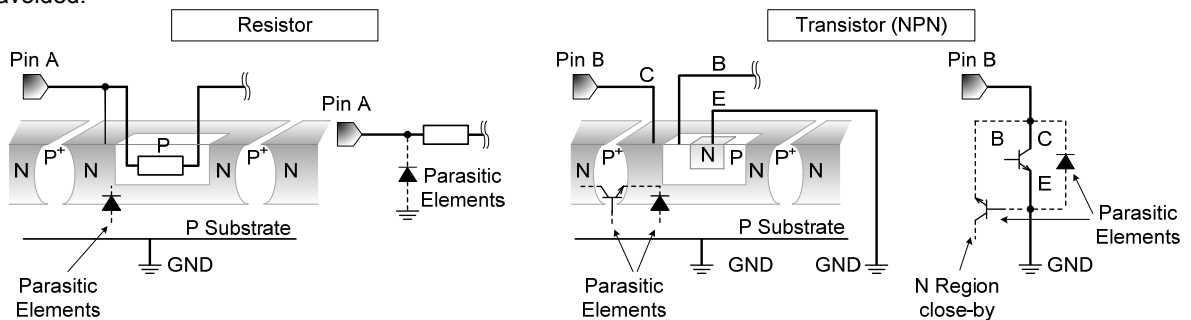 avoided.
Resistor
Transistor (NPN)
Pin A
Pin A
N
P+
N
P
N
P+
N
Parasitic
Elements
P Substrate
GND
Parasitic
Elements
Pin B
C
B
E
N
P+
N
N
P
N
P+
N
P Substrate
GND
GND
Parasitic
Elements
Pin B
B
C
E
Parasitic
Elements
GND
N Region
close-by